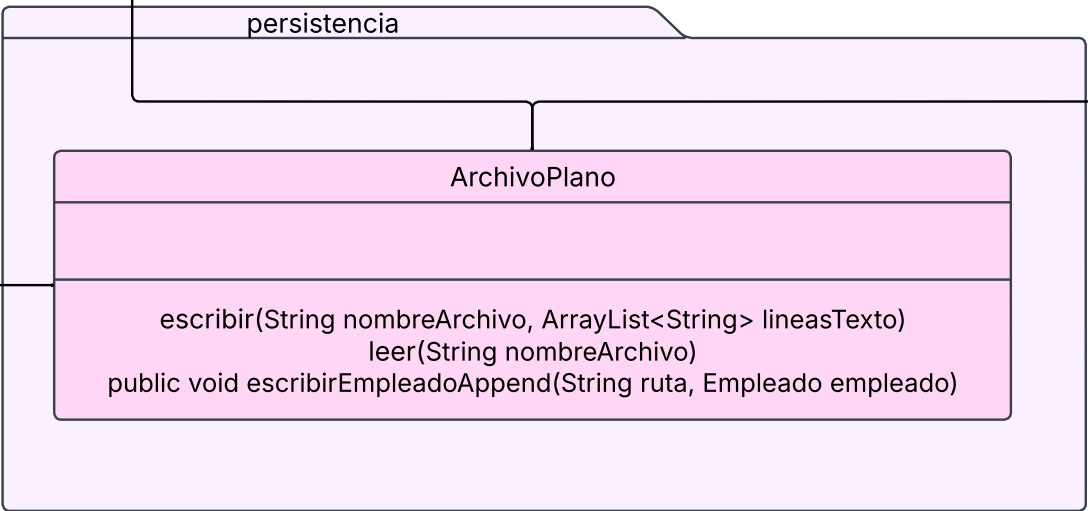 persistencia
ArchivoPlano
escribir(String nombreArchivo, ArrayList<String> lineasTexto)
leer(String nombreArchivo)
public void escribirEmpleadoAppend(String ruta, Empleado empleado)